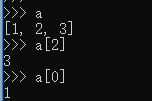 >>> a
[1, 2, 3]
>>> a[2]
3
>>> a[0]
1